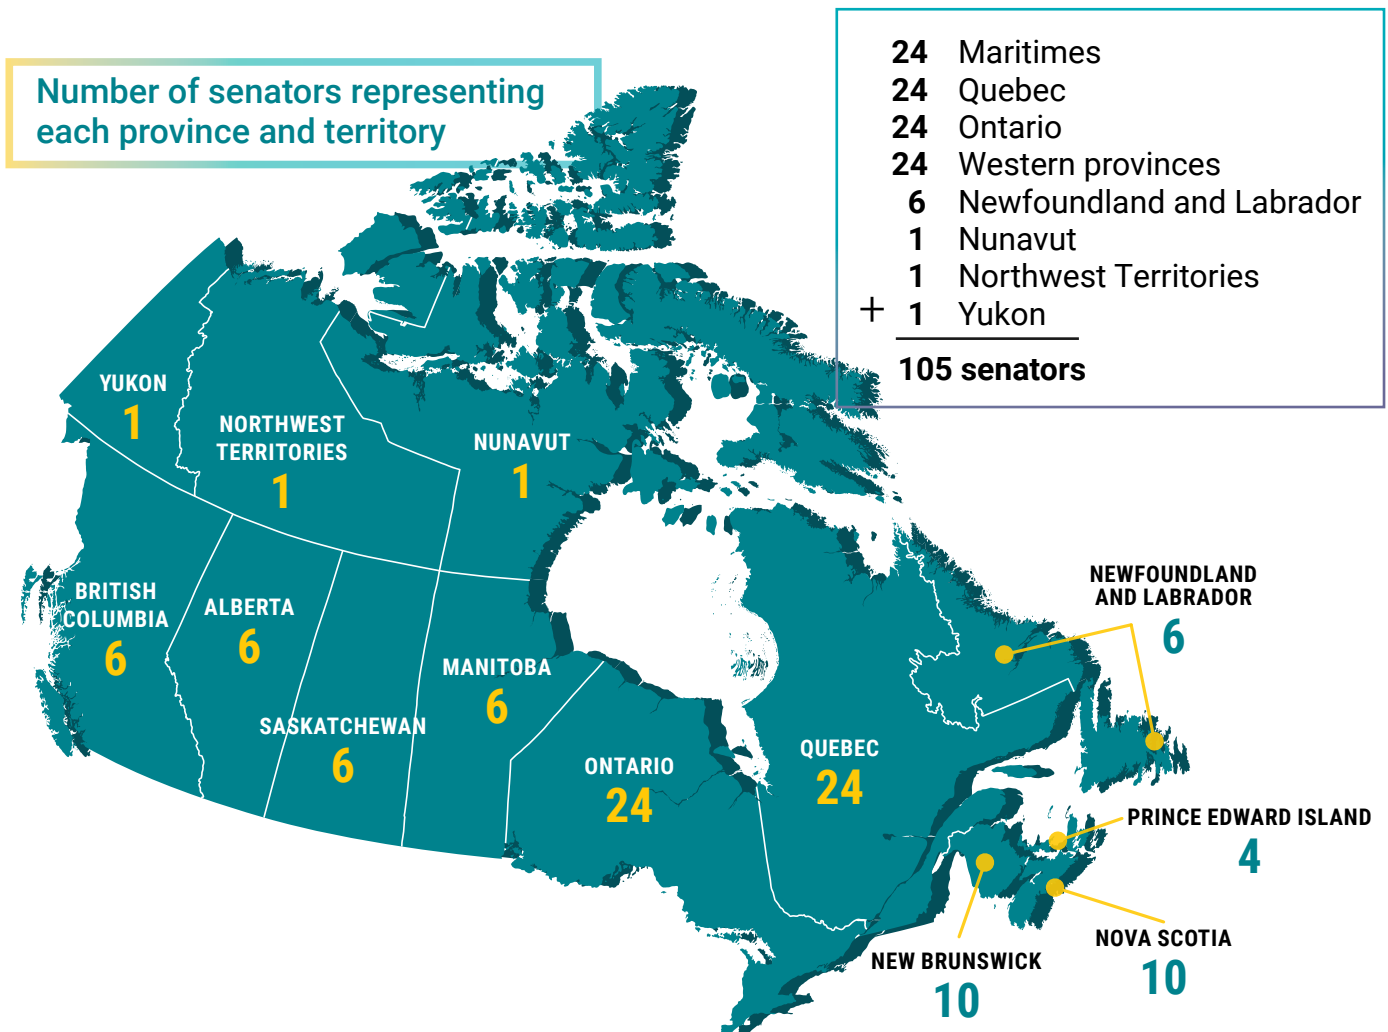 Number of senators representing
each province and territory
24 Maritimes
24 Quebec
24 Ontario
24 Western provinces
6 Newfoundland and Labrador
1 Nunavut
1 Northwest Territories
+ 1 Yukon
105 senators
YUKON
1
NORTHWEST
TERRITORIES
1
NUNAVUT
1
BRITISH
COLUMBIA
6
ALBERTA
6
SASKATCHEWAN
6
MANITOBA
6
ONTARIO
24
QUEBEC
24
NEWFOUNDLAND
AND LABRADOR
6
PRINCE EDWARD ISLAND
4
NOVA SCOTIA
10
NEW BRUNSWICK
10